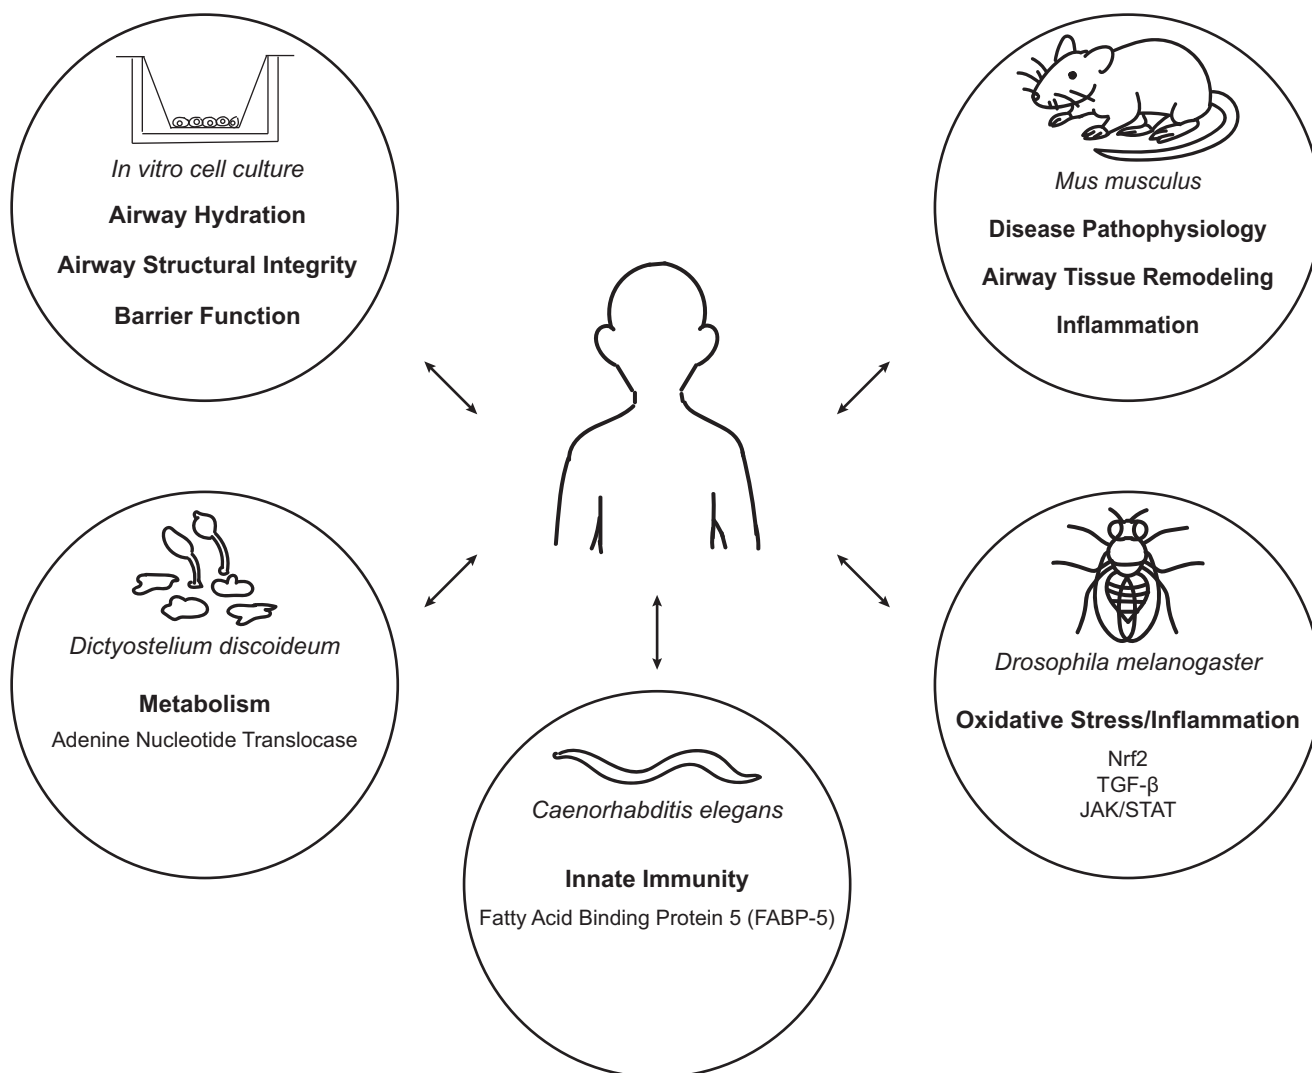 In vitro cell culture
Airway Hydration
Airway Structural Integrity
Barrier Function
Mus musculus
Disease Pathophysiology
Airway Tissue Remodeling
Inflammation
Dictyostelium discoideum
Metabolism
Adenine Nucleotide Translocase
Caenorhabditis elegans
Innate Immunity
Fatty Acid Binding Protein 5 (FABP-5)
Drosophila melanogaster
Oxidative Stress/Inflammation
Nrf2
TGF-β
JAK/STAT